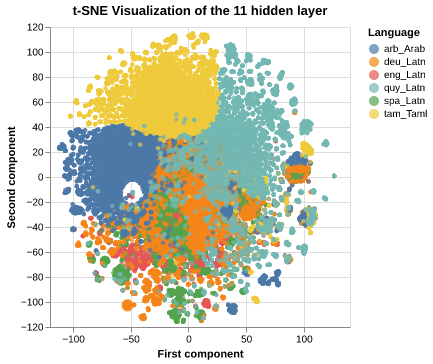 t-SNE Visualization of the 11 hidden layer
Language
arb_Arab
deu_Latn
eng_Latn
quy_Latn
spa_Latn
tam_Taml
120
100
80
60
40
20
0
−20
−40
−60
−80
−100
−120
Second component
−100 −50 0 50 100
First component